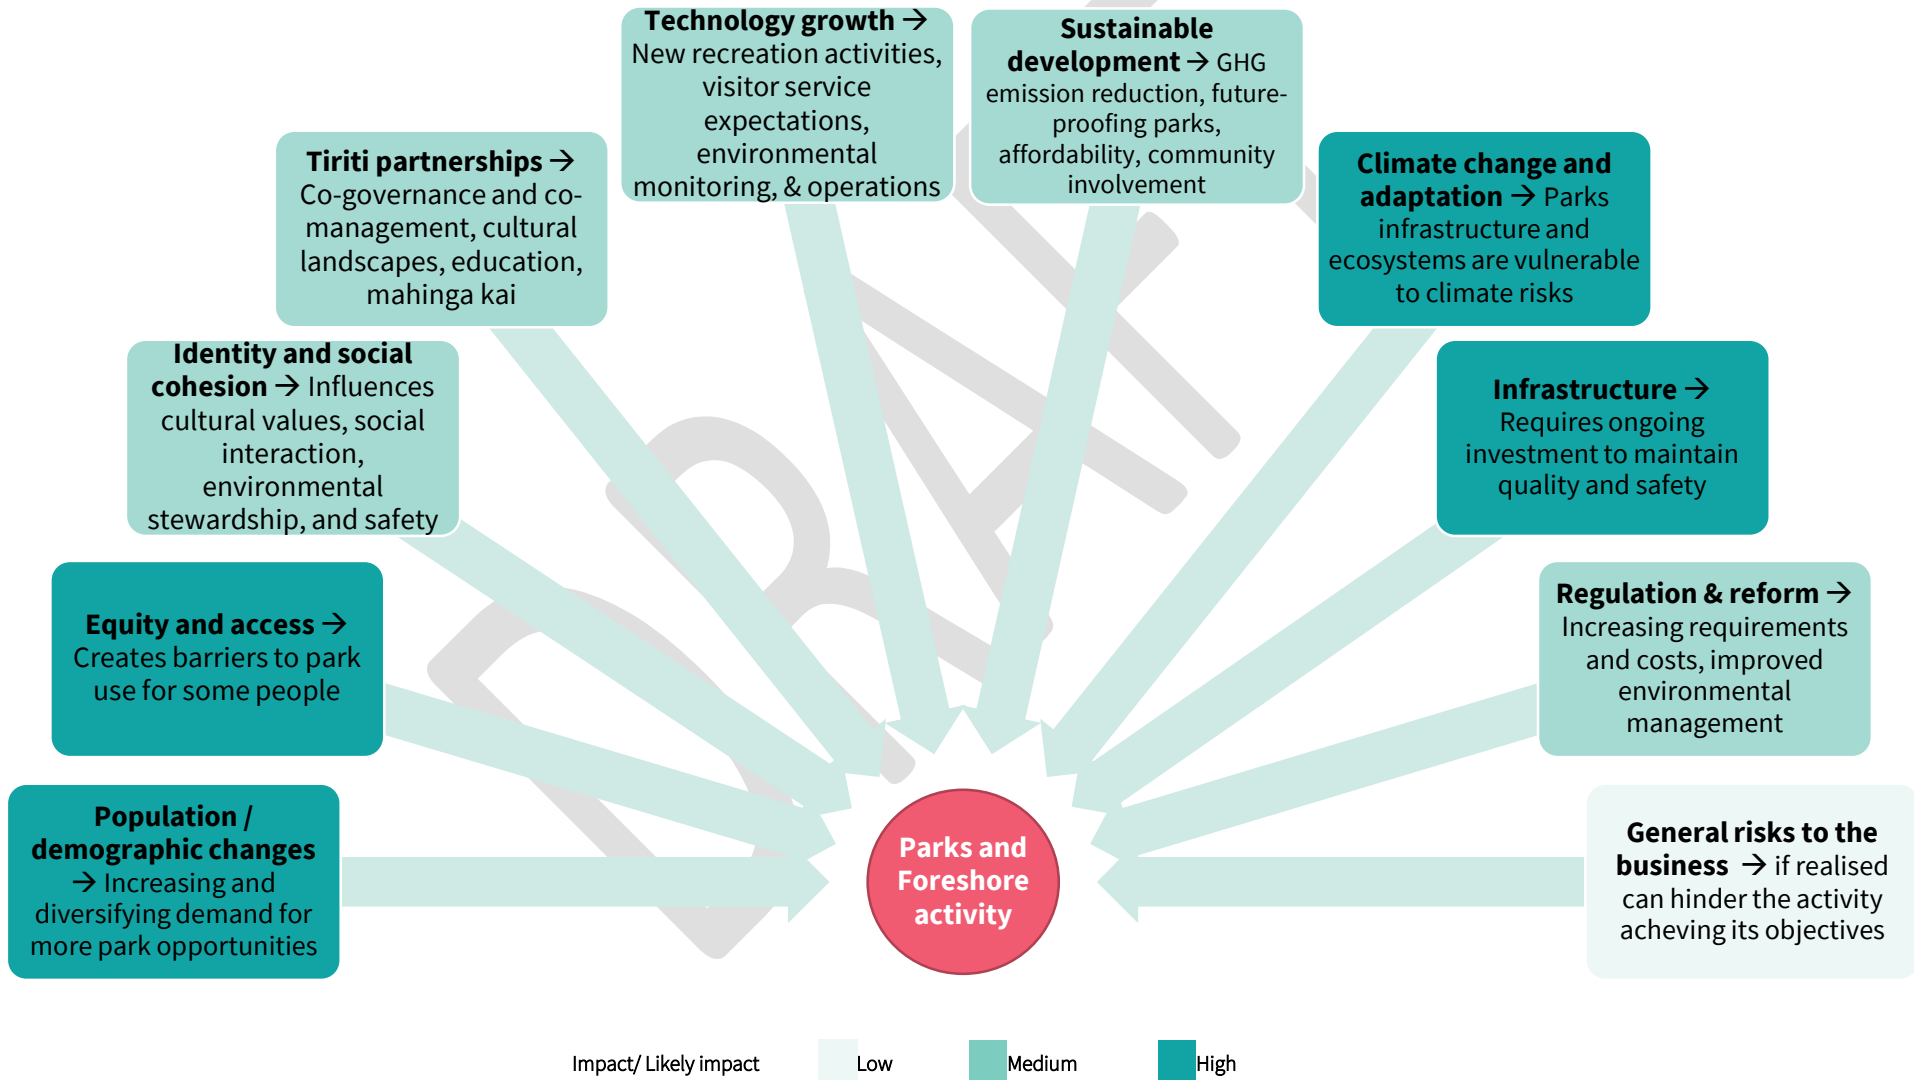 Technology growth →
New recreation activities,
visitor service
expectations,
environmental
monitoring, & operations
Sustainable
development → GHG
emission reduction, future-
proofing parks,
affordability, community
involvement
Tiriti partnerships →
Co-governance and co-
management, cultural
landscapes, education,
mahinga kai
Climate change and
adaptation → Parks
infrastructure and
ecosystems are vulnerable
to climate risks
Identity and social
cohesion → Influences
cultural values, social
interaction,
environmental
stewardship, and safety
Infrastructure →
Requires ongoing
investment to maintain
quality and safety
Equity and access →
Creates barriers to park
use for some people
Regulation & reform →
Increasing requirements
and costs, improved
environmental
management
Population /
demographic changes
→ Increasing and
diversifying demand for
more park opportunities
General risks to the
business → if realised
can hinder the activity
acheving its objectives
Parks and
Foreshore
activity
DRAFT
Impact/ Likely impact Low Medium High